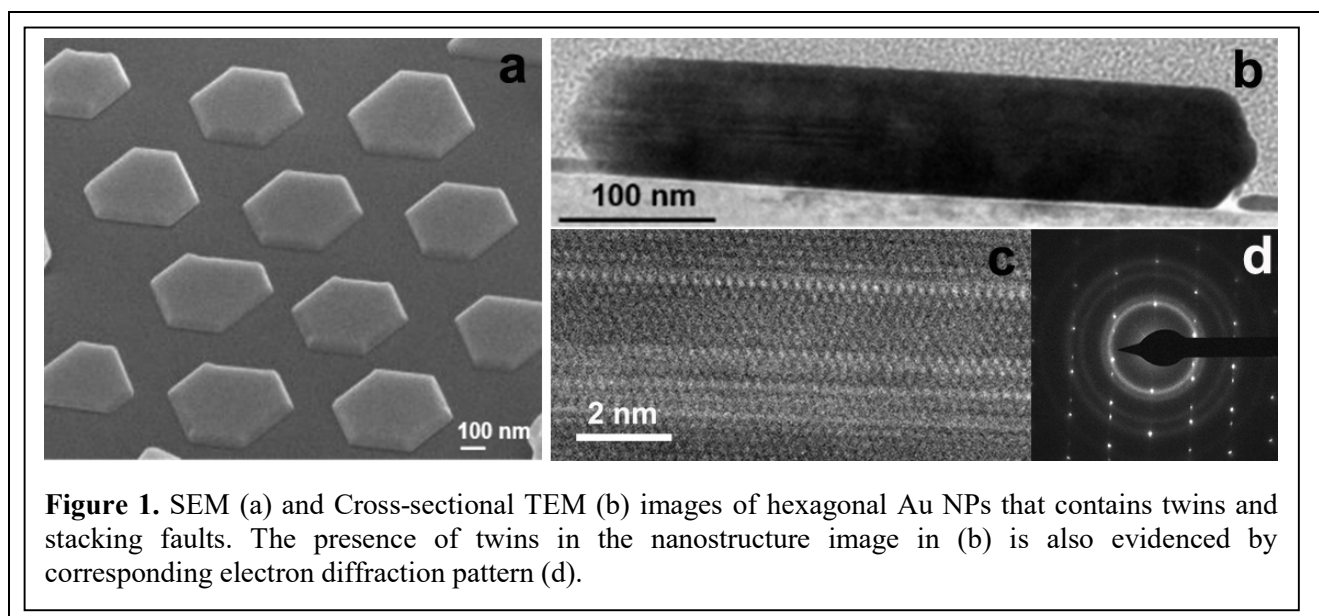 a
b
100 nm
c
d
100 nm
2 nm
Figure 1. SEM (a) and Cross-sectional TEM (b) images of hexagonal Au NPs that contains twins and
stacking faults. The presence of twins in the nanostructure image in (b) is also evidenced by
corresponding electron diffraction pattern (d).